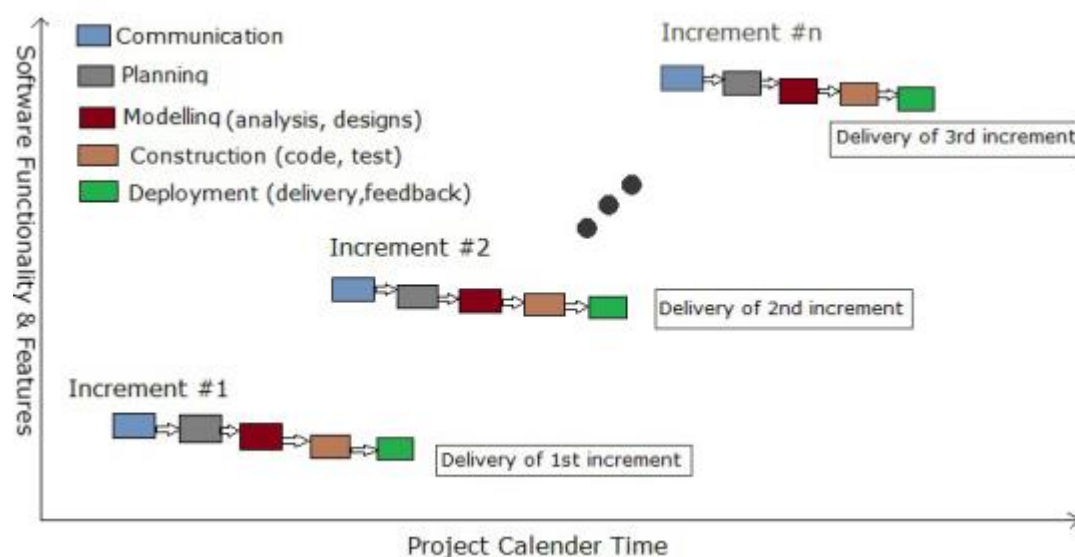 Software Functionality & Features
Communication
Planning
Modelling (analysis, designs)
Construction (code, test)
Deployment (delivery,feedback)
Increment #n
Delivery of 3rd increment
Increment #2
Delivery of 2nd increment
Increment #1
Delivery of 1st increment
Project Calender Time